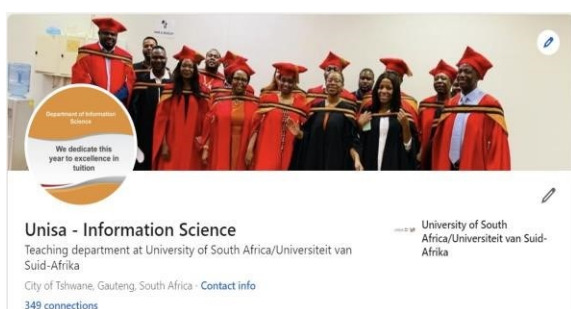 Department of Information
Science
We dedicate this
year to excellence in
tuition
Unisa - Information Science
Teaching department at University of South Africa/Universiteit van
Suid-Afrika
City of Tshwane, Gauteng, South Africa · Contact info
349 connections
University of South
Africa/Universiteit van Suid-
Afrika